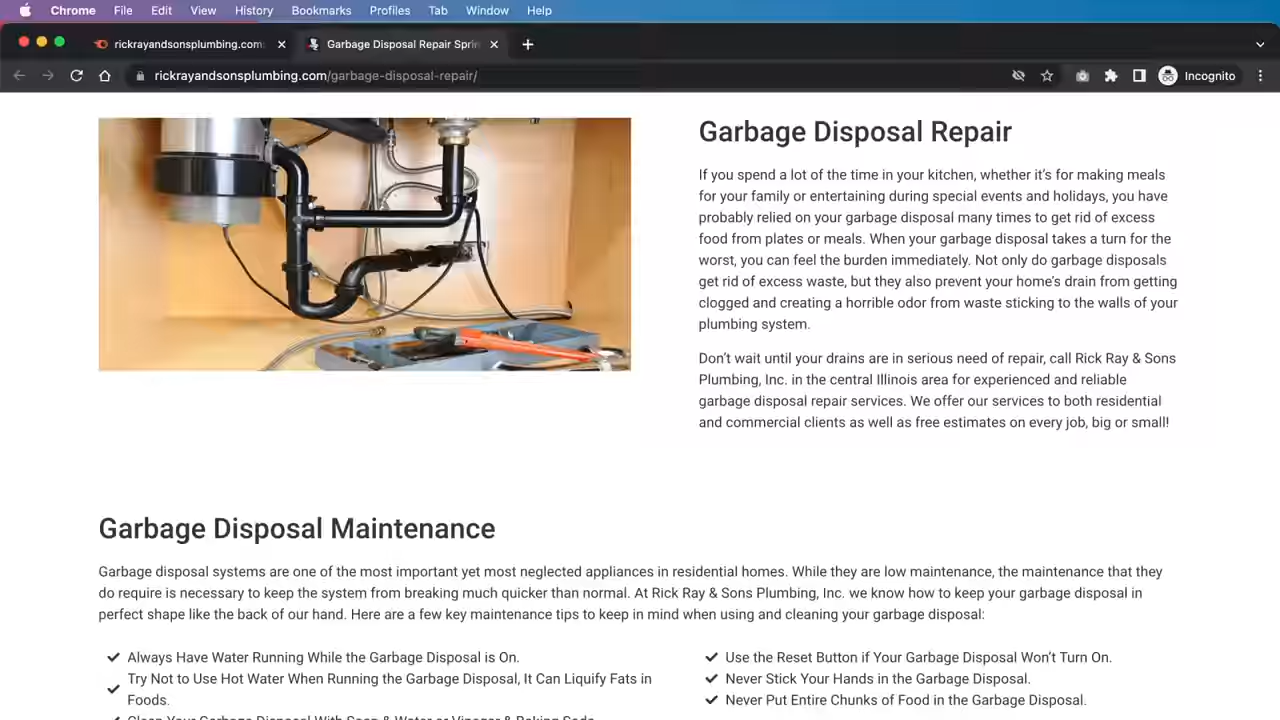 Chrome File Edit View History Bookmarks Profiles Tab Window Help
rickrayandsonsplumbing.com Garbage Disposal Repair Sprin
rickrayandsonsplumbing.com/garbage-disposal-repair/ Incognito
Garbage Disposal Repair
If you spend a lot of the time in your kitchen, whether it's for making meals
for your family or entertaining during special events and holidays, you have
probably relied on your garbage disposal many times to get rid of excess
food from plates or meals. When your garbage disposal takes a turn for the
worst, you can feel the burden immediately. Not only do garbage disposals
get rid of excess waste, but they also prevent your home's drain from getting
clogged and creating a horrible odor from waste sticking to the walls of your
plumbing system.
Don't wait until your drains are in serious need of repair, call Rick Ray & Sons
Plumbing, Inc. in the central Illinois area for experienced and reliable
garbage disposal repair services. We offer our services to both residential
and commercial clients as well as free estimates on every job, big or small!
Garbage Disposal Maintenance
Garbage disposal systems are one of the most important yet most neglected appliances in residential homes. While they are low maintenance, the maintenance that they
do require is necessary to keep the system from breaking much quicker than normal. At Rick Ray & Sons Plumbing, Inc. we know how to keep your garbage disposal in
perfect shape like the back of our hand. Here are a few key maintenance tips to keep in mind when using and cleaning your garbage disposal:
Always Have Water Running While the Garbage Disposal is On.
Try Not to Use Hot Water When Running the Garbage Disposal, It Can Liquify Fats in
Foods.
Clean Your Garbage Disposal With Soap & Water or Vinegar & Baking Soda
Use the Reset Button if Your Garbage Disposal Won't Turn On.
Never Stick Your Hands in the Garbage Disposal.
Never Put Entire Chunks of Food in the Garbage Disposal.